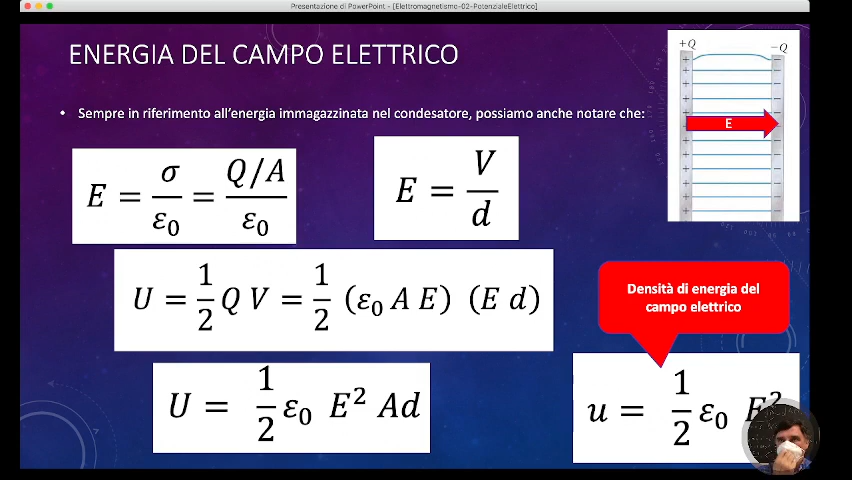 Presentazione di PowerPoint - [Elettromagnetismo-02-PotenzialeElettrico]
ENERGIA DEL CAMPO ELETTRICO
• Sempre in riferimento all'energia immagazzinata nel condesatore, possiamo anche notare che:
+Q −Q
E
E = σ/ε₀ = (Q/A)/ε₀
E = V/d
U = 1/2 Q V = 1/2 (ε₀ A E) (E d)
Densità di energia del
campo elettrico
U = 1/2 ε₀ E² Ad
u = 1/2 ε₀ E²